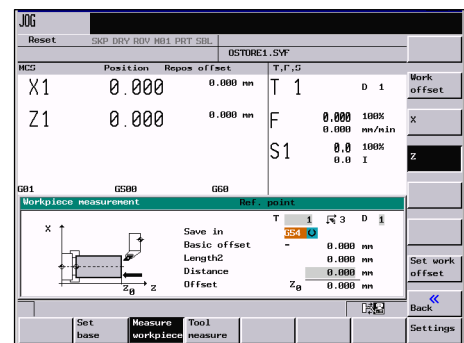 JOG
Reset SKP DRY ROV M01 PRT SBL
OSTORE1.SYF
MCS Position Repos offset T,F,S
X1 0.000 0.000 mm T 1 D 1
Z1 0.000 0.000 mm F 0.000 100%
0.000 mm/min
S1 0.0 100%
0.0 I
G01 G500 G60
Work
offset
X
Z
Workpiece measurement Ref. point
T 1 3 D 1
X
Save in G54
Basic offset - 0.000 mm
Length2 0.000 mm
Distance 0.000 mm
Offset Z0 0.000 mm
Z0 Z
Set work
offset
Back
Set
base
Measure
workpiece
Tool
measure
Settings